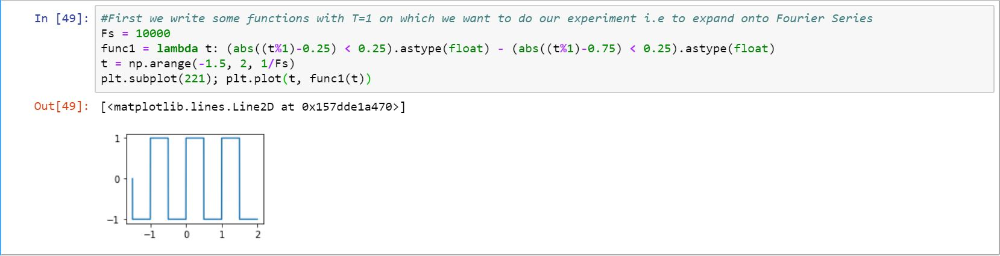 In [49]: #First we write some functions with T=1 on which we want to do our experiment i.e to expand onto Fourier Series
Fs = 10000
func1 = lambda t: (abs((t%1)-0.25) < 0.25).astype(float) - (abs((t%1)-0.75) < 0.25).astype(float)
t = np.arange(-1.5, 2, 1/Fs)
plt.subplot(221); plt.plot(t, func1(t))
Out[49]: [<matplotlib.lines.Line2D at 0x157dde1a470>]
1
0
−1
−1 0 1 2